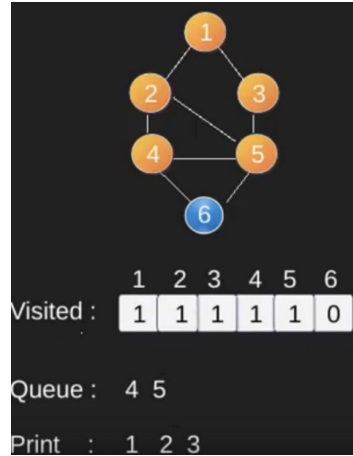 1
2 3
4 5
6
1 2 3 4 5 6
Visited : 1 1 1 1 1 0
Queue : 4 5
Print : 1 2 3